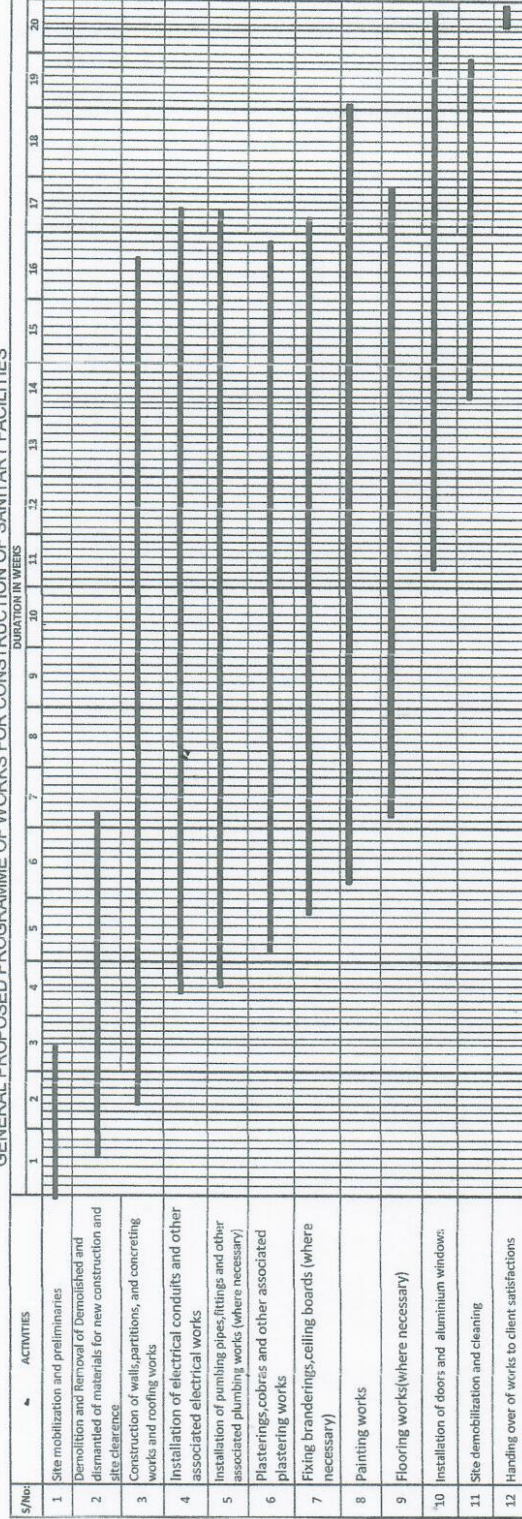 GENERAL PROPOSED PROGRAMME OF WORKS FOR CONSTRUCTION OF SANITARY FACILITIES
S/No: ACTIVITIES DURATION IN WEEKS
1 2 3 4 5 6 7 8 9 10 11 12 13 14 15 16 17 18 19 20
1 Site mobilization and preliminaries
2 Demolition and Removal of Demolished and
dismantled of materials for new construction and
site clearence
3 Construction of walls,partitions, and concreting
works and roofing works
4 Installation of electrical conduits and other
associated electrical works
5 Installation of pumbing pipes,fittings and other
associated plumbing works (where necessary)
6 Plasterings,cobras and other associated
plastering works
7 Fixing branderings,ceiling boards (where
necessary)
8 Painting works
9 Flooring works(where necessary)
10 Installation of doors and aluminium windows
11 Site demobilization and cleaning
12 Handing over of works to client satisfactions